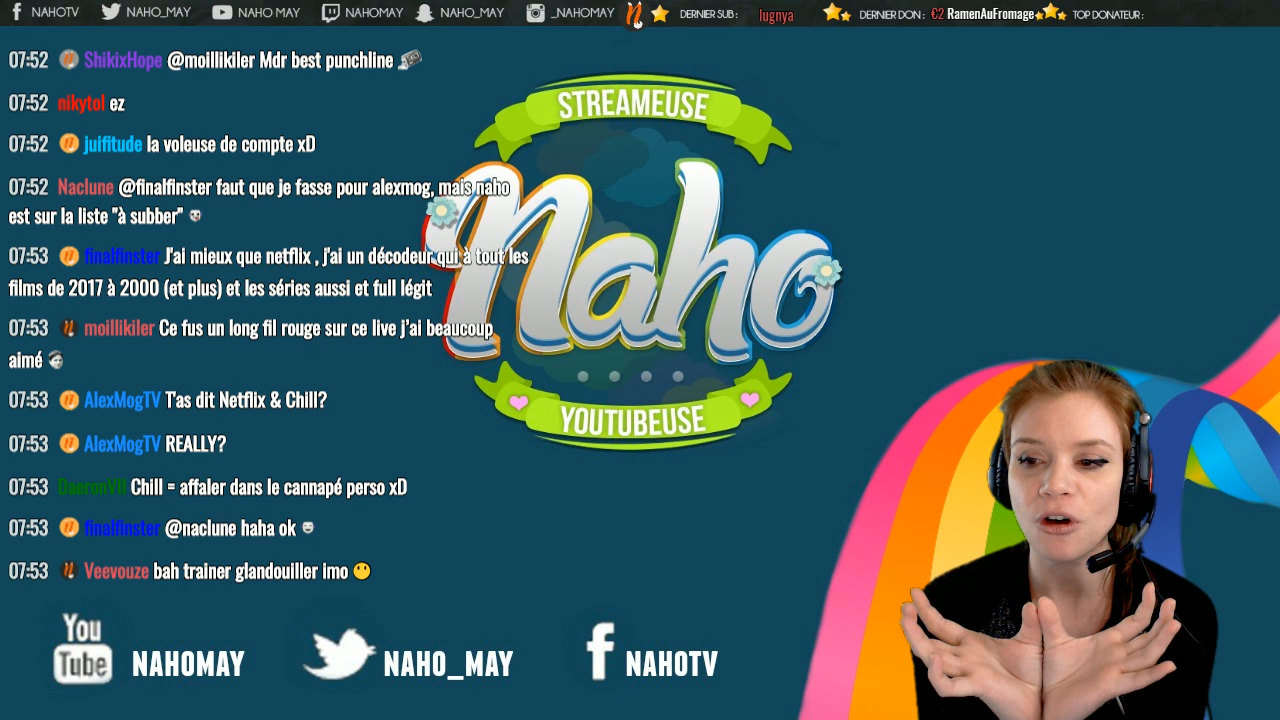 NAHOTV NAHO_MAY NAHO MAY NAHOMAY NAHO_MAY _NAHOMAY DERNIER SUB : lugnya DERNIER DON : €2 RamenAuFromage TOP DONATEUR :
07:52 ShikixHope @moillikiler Mdr best punchline
07:52 nikytol ez
07:52 juifitude la voleuse de compte xD
07:52 Naclune @finalfinster faut que je fasse pour alexmog, mais naho
est sur la liste "à subber"
07:53 finalfinster J'ai mieux que netflix , j'ai un décodeur qui à tout les
films de 2017 à 2000 (et plus) et les séries aussi et full légit
07:53 moillikiler Ce fus un long fil rouge sur ce live j'ai beaucoup
aimé
07:53 AlexMogTV T'as dit Netflix & Chill?
07:53 AlexMogTV REALLY?
07:53 DaeronVII Chill = affaler dans le cannapé perso xD
07:53 finalfinster @naclune haha ok
07:53 Veevouze bah trainer glandouiller imo
STREAMEUSE
Naho
YOUTUBEUSE
You
Tube NAHOMAY NAHO_MAY f NAHOTV